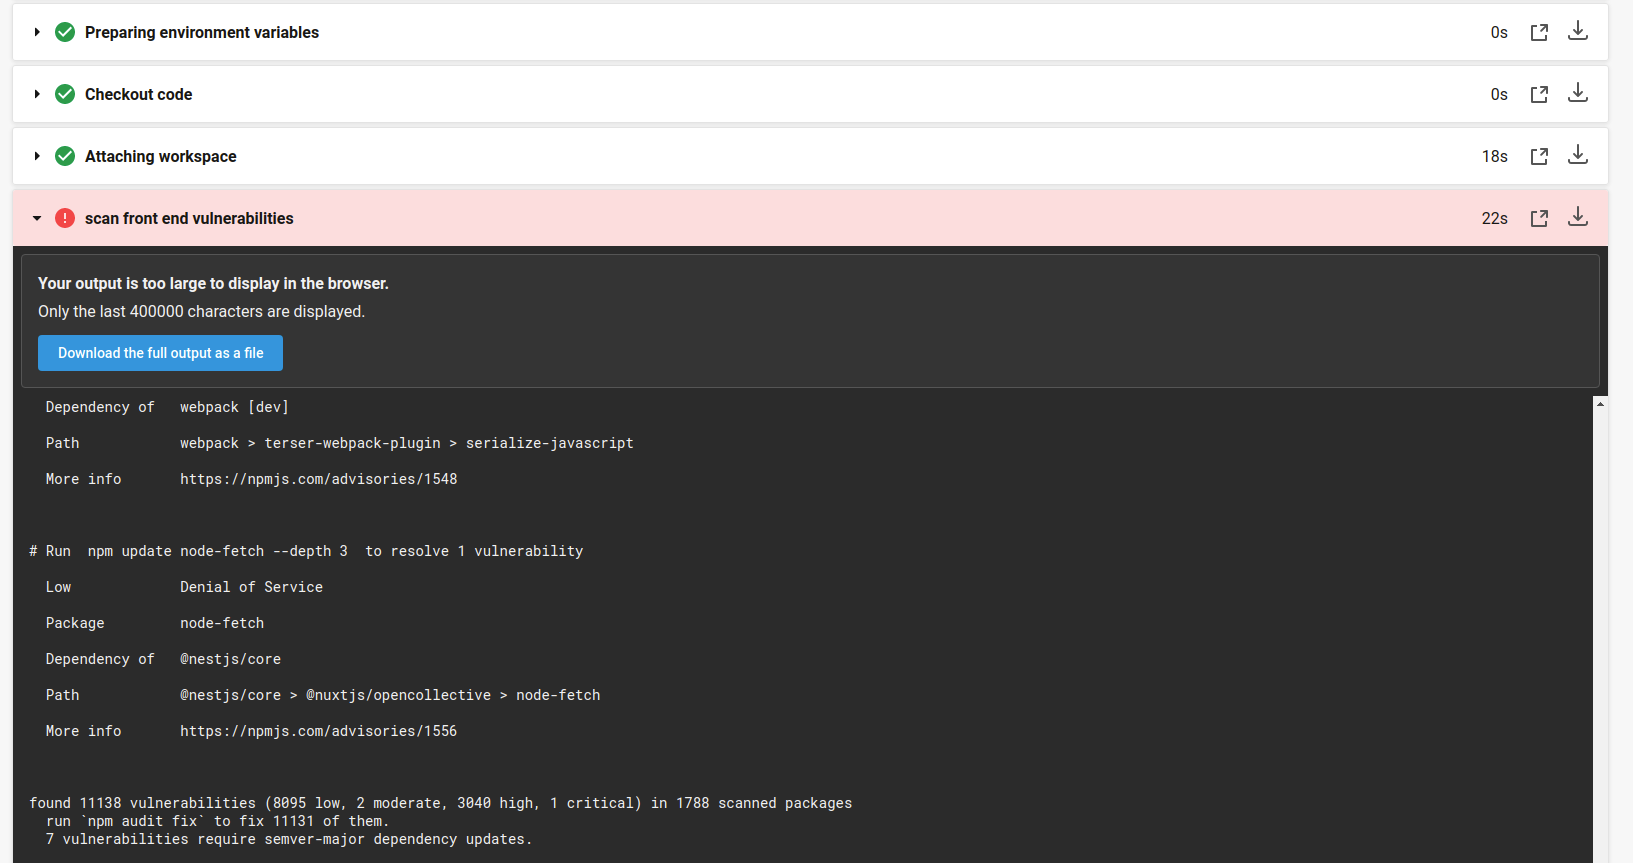 Preparing environment variables 0s
Checkout code 0s
Attaching workspace 18s
scan front end vulnerabilities 22s
Your output is too large to display in the browser.
Only the last 400000 characters are displayed.
Download the full output as a file
Dependency of webpack [dev]
Path webpack > terser-webpack-plugin > serialize-javascript
More info https://npmjs.com/advisories/1548
# Run  npm update node-fetch --depth 3  to resolve 1 vulnerability
Low Denial of Service
Package node-fetch
Dependency of @nestjs/core
Path @nestjs/core > @nuxtjs/opencollective > node-fetch
More info https://npmjs.com/advisories/1556
found 11138 vulnerabilities (8095 low, 2 moderate, 3040 high, 1 critical) in 1788 scanned packages
run `npm audit fix` to fix 11131 of them.
7 vulnerabilities require semver-major dependency updates.